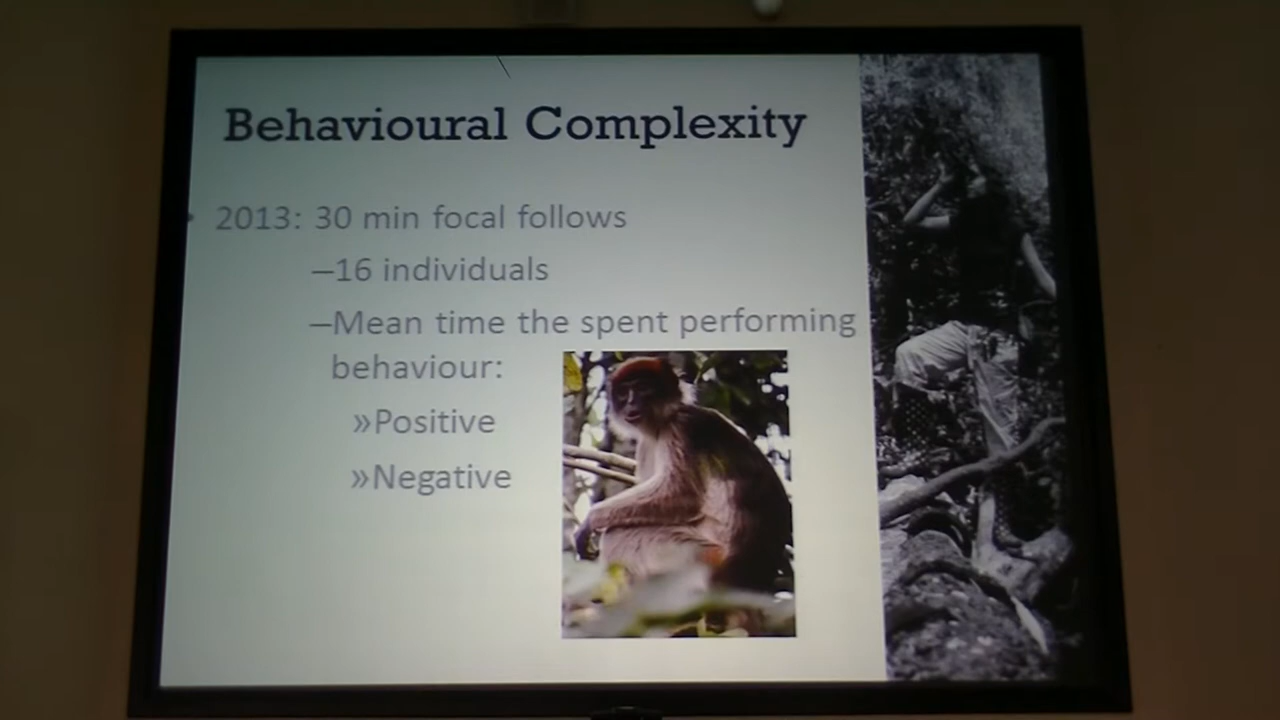 Behavioural Complexity
• 2013: 30 min focal follows
–16 individuals
–Mean time the spent performing
behaviour:
»Positive
»Negative